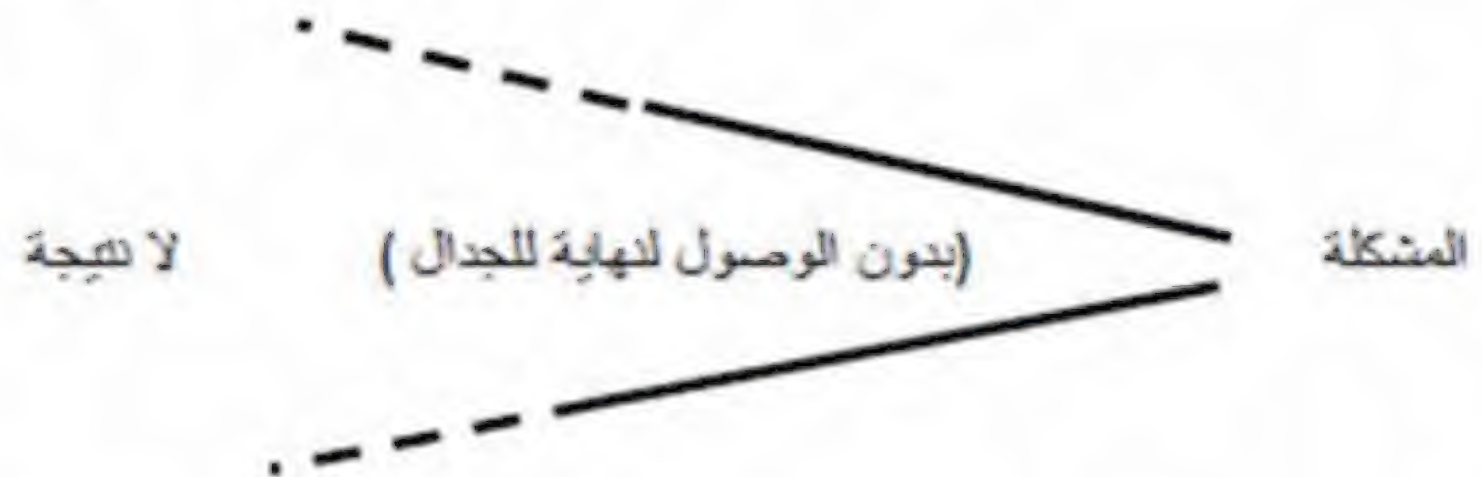 المشكلة (بدون الوصول لنهاية للجدال ) لا نتيجة